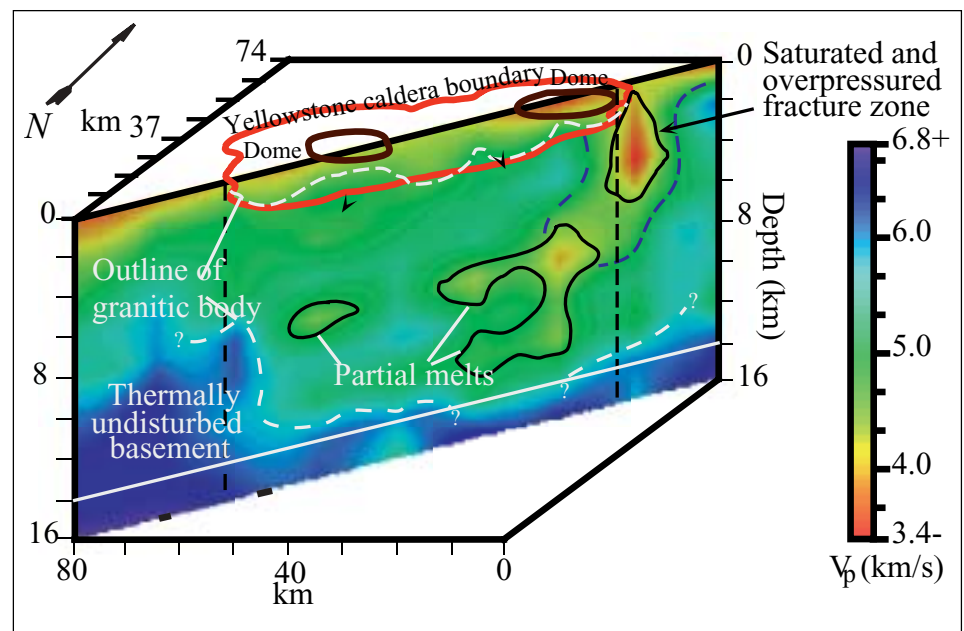 74
0
Saturated and
overpressured
fracture zone
N
km 37
Yellowstone caldera boundary
Dome
Dome
0
6.8+
6.0
5.0
4.0
3.4-
Vp (km/s)
8
Depth (km)
16
Outline of
granitic body
?
?
?
?
Partial melts
8
Thermally
undisturbed
basement
16
80
40
0
km